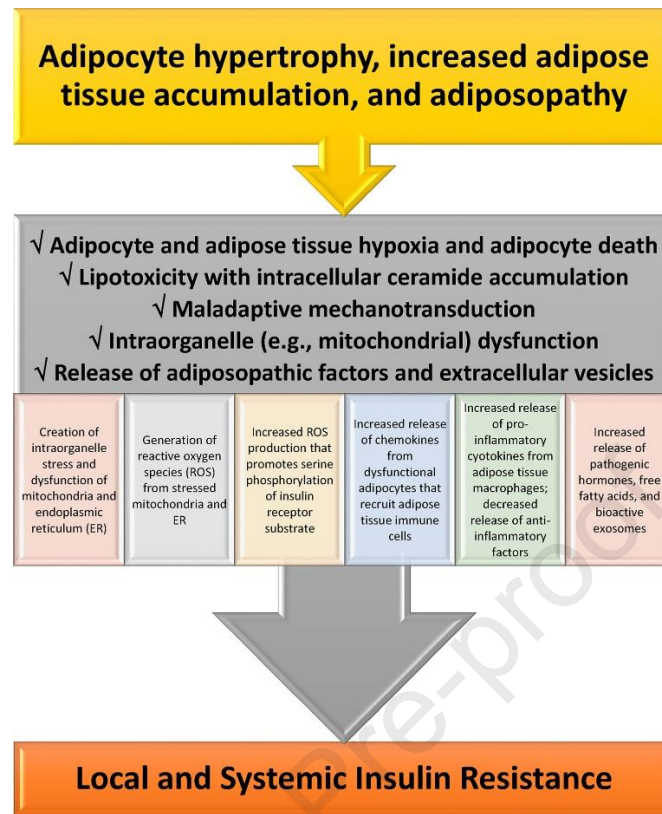 Adipocyte hypertrophy, increased adipose
tissue accumulation, and adiposopathy
√ Adipocyte and adipose tissue hypoxia and adipocyte death
√ Lipotoxicity with intracellular ceramide accumulation
√ Maladaptive mechanotransduction
√ Intraorganelle (e.g., mitochondrial) dysfunction
√ Release of adiposopathic factors and extracellular vesicles
Creation of
intraorganelle
stress and
dysfunction of
mitochondria and
endoplasmic
reticulum (ER)
Generation of
reactive oxygen
species (ROS)
from stressed
mitochondria and
ER
Increased ROS
production that
promotes serine
phosphorylation
of insulin
receptor
substrate
Increased release
of chemokines
from
dysfunctional
adipocytes that
recruit adipose
tissue immune
cells
Increased release
of pro-
inflammatory
cyotokines from
adipose tissue
macrophages;
decreased
release of anti-
inflammatory
factors
Increased
release of
pathogenic
hormones, free
fatty acids, and
bioactive
exosomes
Local and Systemic Insulin Resistance
Pre-proof